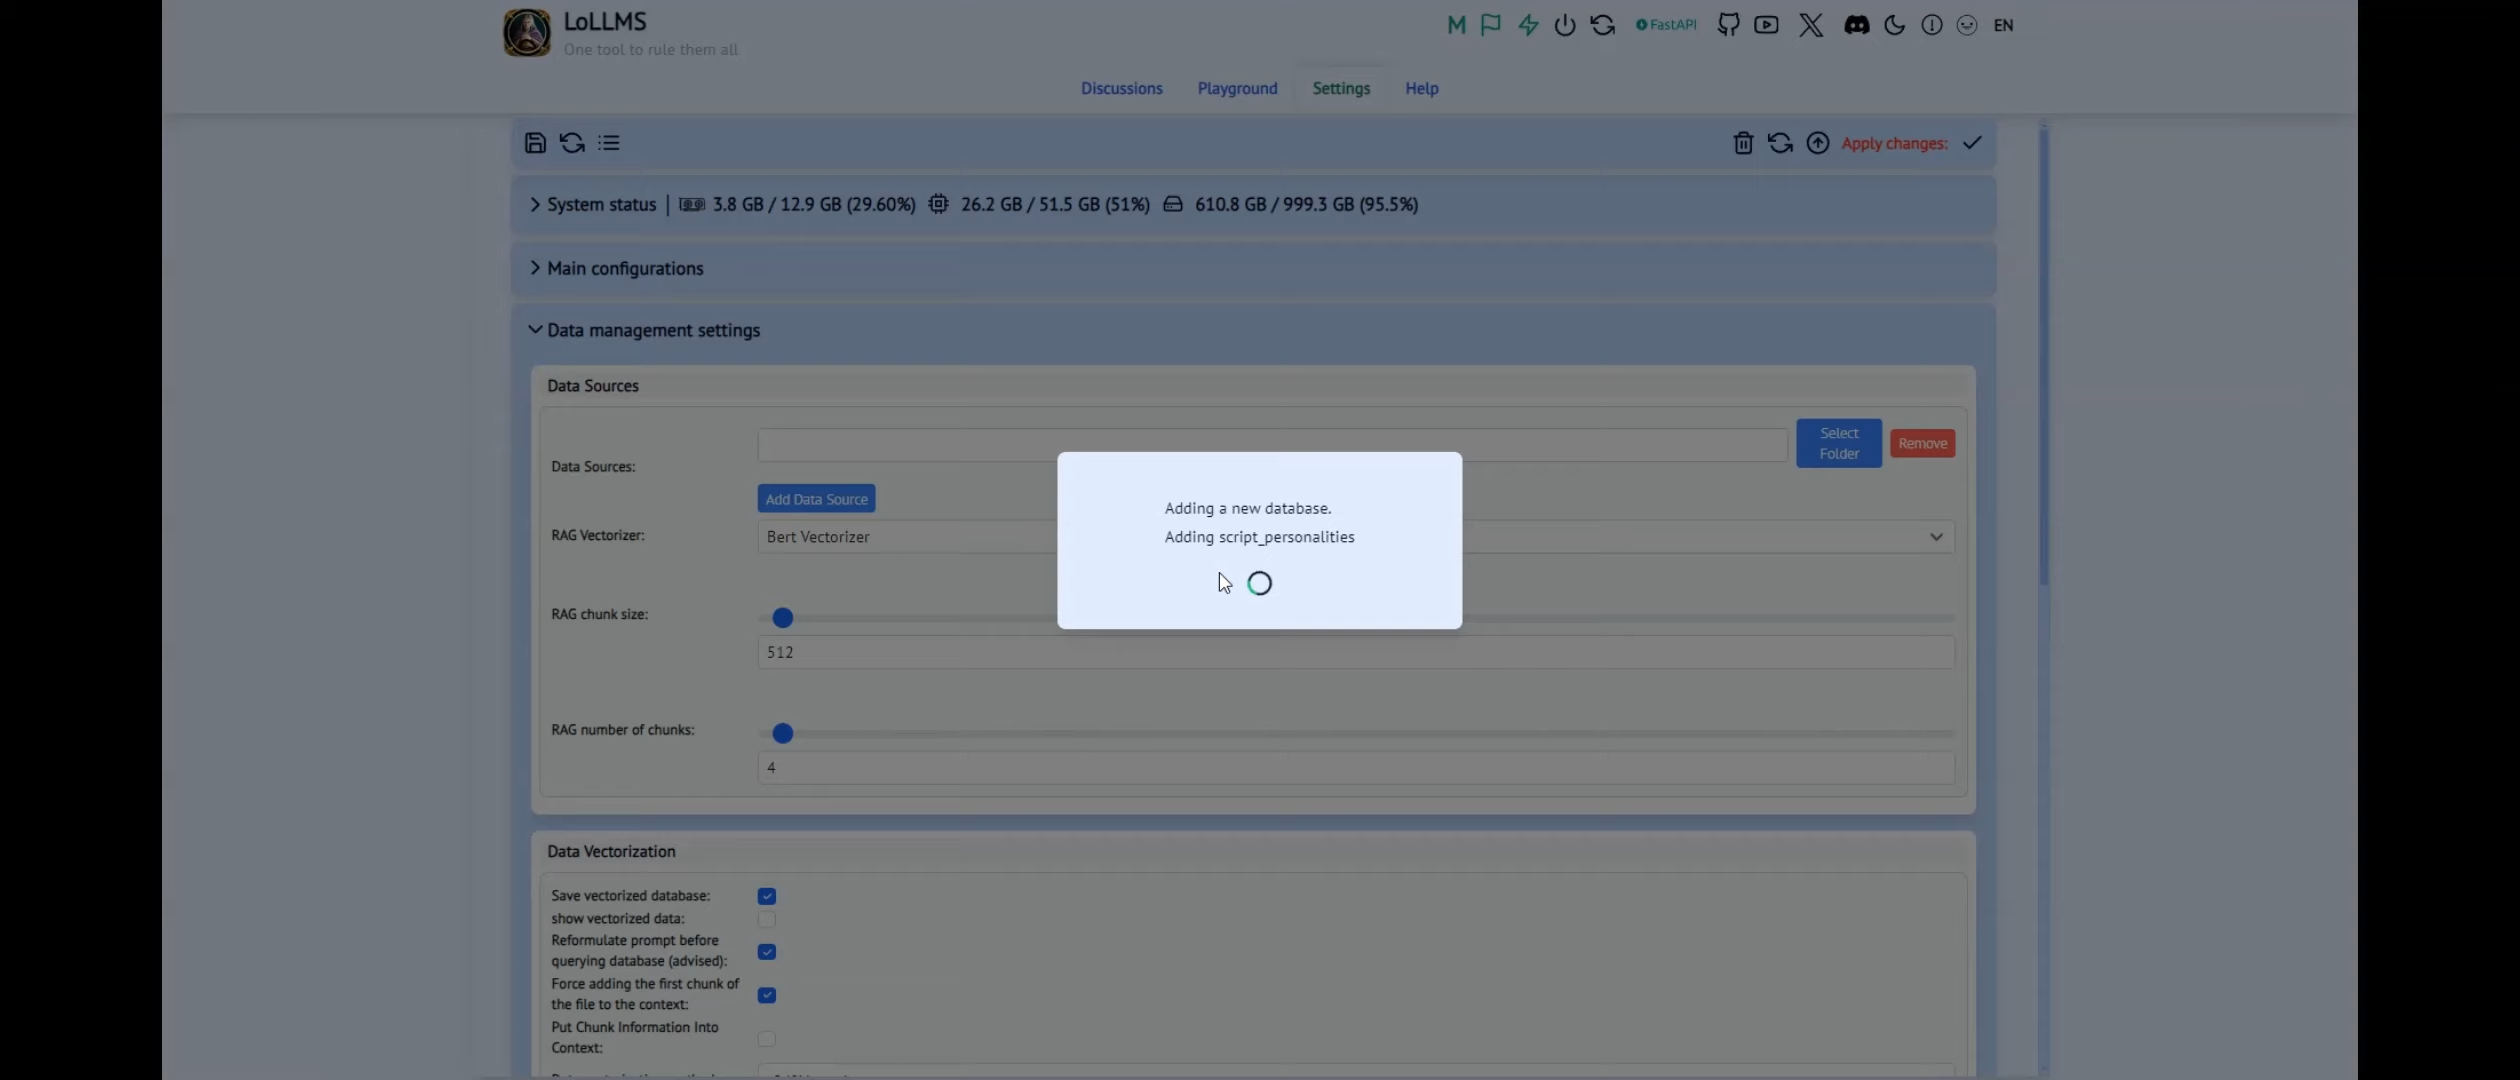 LoLLMS
One tool to rule them all
M
FastAPI
EN
Discussions
Playground
Settings
Help
Apply changes:
System status | 3.8 GB / 12.9 GB (29.60%) 26.2 GB / 51.5 GB (51%) 610.8 GB / 999.3 GB (95.5%)
Main configurations
Data management settings
Data Sources
Data Sources:
Select
Folder
Remove
Add Data Source
RAG Vectorizer:
Bert Vectorizer
Adding a new database.
Adding script_personalities
RAG chunk size:
512
RAG number of chunks:
4
Data Vectorization
Save vectorized database:
show vectorized data:
Reformulate prompt before
querying database (advised):
Force adding the first chunk of
the file to the context:
Put Chunk Information Into
Context: